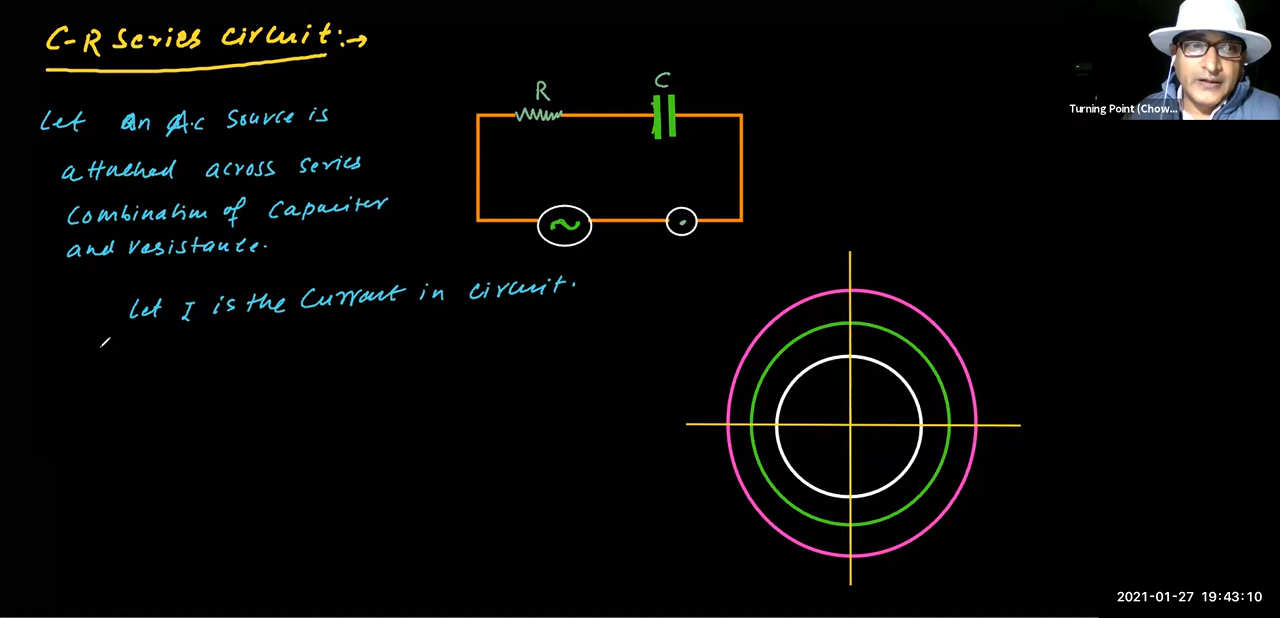 C-R Series Circuit:→
Let An A.c Source is
attached across series
Combination of Capaciter
and resistance.
Let I is the Current in circuit.
R
C
Turning Point (Chow...
2021-01-27 19:43:10